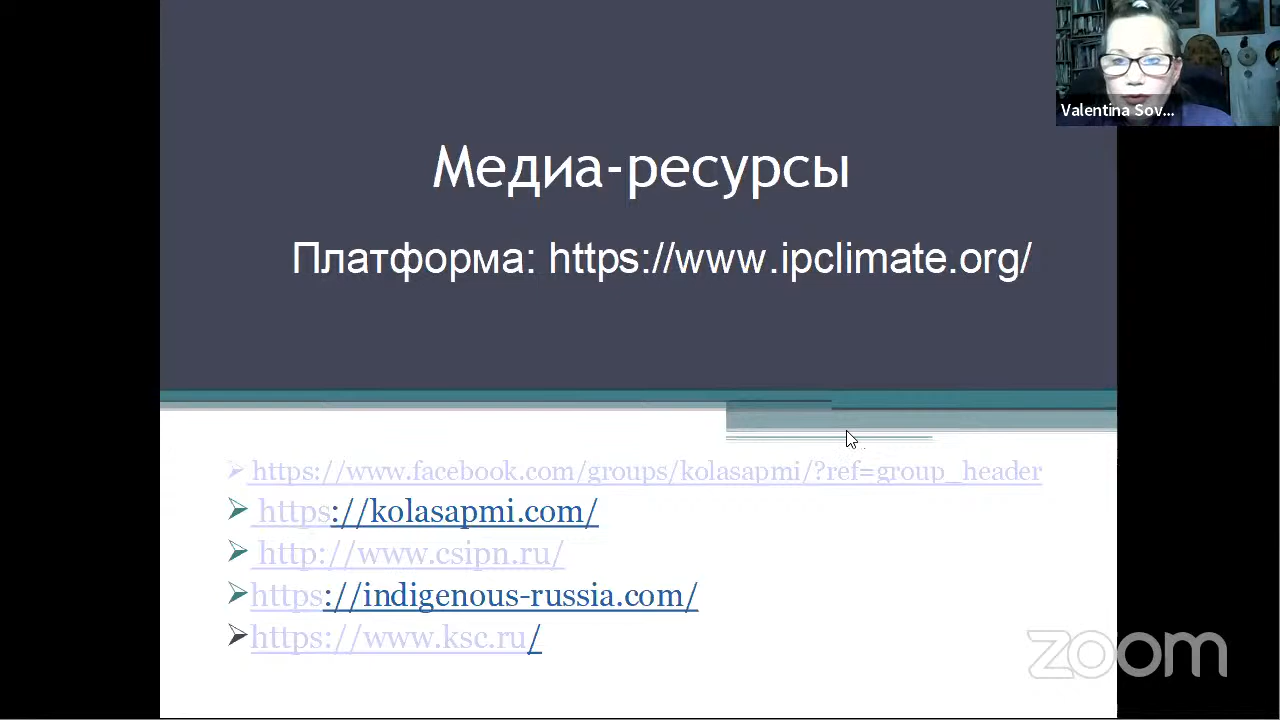 Valentina Sov...
Медиа-ресурсы
Платформа: https://www.ipclimate.org/
https://www.facebook.com/groups/kolasapmi/?ref=group_header
https://kolasapmi.com/
http://www.csipn.ru/
https://indigenous-russia.com/
https://www.ksc.ru/
zoom